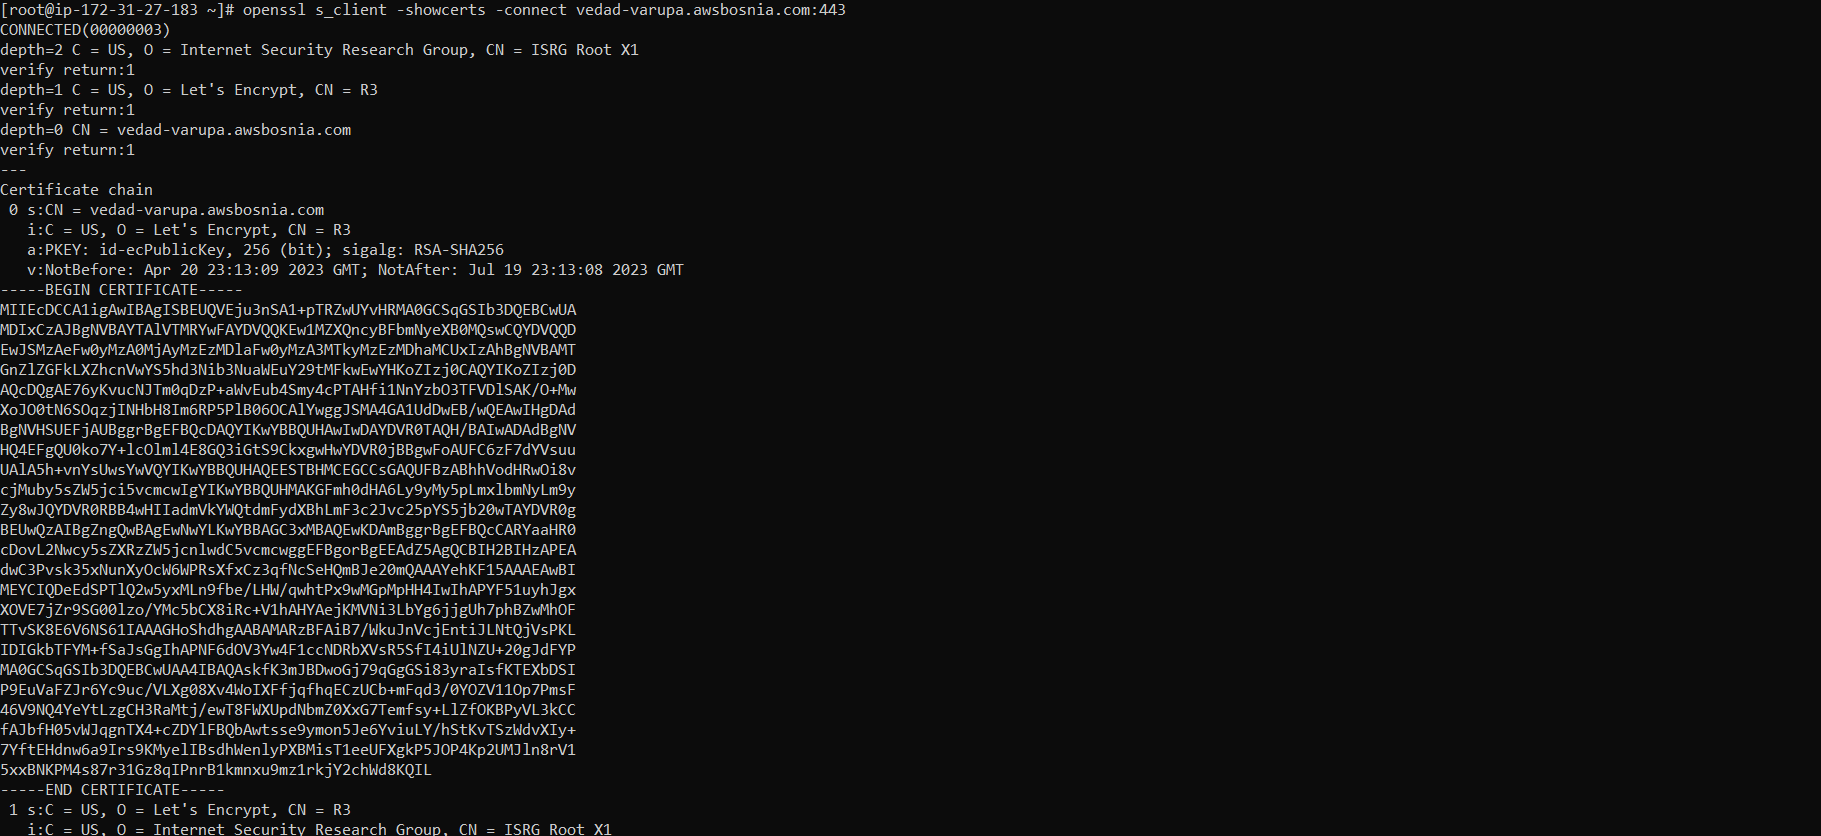 [root@ip-172-31-27-183 ~]# openssl s_client -showcerts -connect vedad-varupa.awsbosnia.com:443
CONNECTED(00000003)
depth=2 C = US, O = Internet Security Research Group, CN = ISRG Root X1
verify return:1
depth=1 C = US, O = Let's Encrypt, CN = R3
verify return:1
depth=0 CN = vedad-varupa.awsbosnia.com
verify return:1
---
Certificate chain
 0 s:CN = vedad-varupa.awsbosnia.com
   i:C = US, O = Let's Encrypt, CN = R3
   a:PKEY: id-ecPublicKey, 256 (bit); sigalg: RSA-SHA256
   v:NotBefore: Apr 20 23:13:09 2023 GMT; NotAfter: Jul 19 23:13:08 2023 GMT
-----BEGIN CERTIFICATE-----
MIIEcDCCA1igAwIBAgISBEUQVEju3nSA1+pTRZwUYvHRMA0GCSqGSIb3DQEBCwUA
MDIxCzAJBgNVBAYTAlVTMRYwFAYDVQQKEw1MZXQncyBFbmNyeXB0MQswCQYDVQQD
EwJSMzAeFw0yMzA0MjAyMzEzMDlaFw0yMzA3MTkyMzEzMDhaMCUxIzAhBgNVBAMT
GnZlZGFkLXZhcnVwYS5hd3Nib3NuaWEuY29tMFkwEwYHKoZIzj0CAQYIKoZIzj0D
AQcDQgAE76yKvucNJTm0qDzP+aWvEub4Smy4cPTAHfi1NnYzbO3TFVDlSAK/O+Mw
XoJO0tN6SOqzjINHbH8Im6RP5PlB06OCAlYwggJSMA4GA1UdDwEB/wQEAwIHgDAd
BgNVHSUEFjAUBggrBgEFBQcDAQYIKwYBBQUHAwIwDAYDVR0TAQH/BAIwADAdBgNV
HQ4EFgQU0ko7Y+lcOlml4E8GQ3iGtS9CkxgwHwYDVR0jBBgwFoAUFC6zF7dYVsuu
UAlA5h+vnYsUwsYwVQYIKwYBBQUHAQEESTBHMCEGCCsGAQUFBzABhhVodHRwOi8v
cjMuby5sZW5jci5vcmcwIgYIKwYBBQUHMAKGFmh0dHA6Ly9yMy5pLmxlbmNyLm9y
Zy8wJQYDVR0RBB4wHIIadmVkYWQtdmFydXBhLmF3c2Jvc25pYS5jb20wTAYDVR0g
BEUwQzAIBgZngQwBAgEwNwYLKwYBBAGC3xMBAQEwKDAmBggrBgEFBQcCARYaaHR0
cDovL2Nwcy5sZXRzZW5jcnlwdC5vcmcwggEFBgorBgEEAdZ5AgQCBIH2BIHzAPEA
dwC3Pvsk35xNunXyOcW6WPRsXfxCz3qfNcSeHQmBJe20mQAAAYehKF15AAAEAwBI
MEYCIQDeEdSPTlQ2w5yxMLn9fbe/LHW/qwhtPx9wMGpMpHH4IwIhAPYF51uyhJgx
XOVE7jZr9SG00lzo/YMc5bCX8iRc+V1hAHYAejKMVNi3LbYg6jjgUh7phBZwMhOF
TTvSK8E6V6NS61IAAAGHoShdhgAABAMARzBFAiB7/WkuJnVcjEntiJLNtQjVsPKL
IDIGkbTFYM+fSaJsGgIhAPNF6dOV3Yw4F1ccNDRbXVsR5SfI4iUlNZU+20gJdFYP
MA0GCSqGSIb3DQEBCwUAA4IBAQAskfK3mJBDwoGj79qGgGSi83yraIsfKTEXbDSI
P9EuVaFZJr6Yc9uc/VLXg08Xv4WoIXFfjqfhqECzUCb+mFqd3/0YOZV11Op7PmsF
46V9NQ4YeYtLzgCH3RaMtj/ewT8FWXUpdNbmZ0XxG7Temfsy+LlZfOKBPyVL3kCC
fAJbfH05vWJqgnTX4+cZDYlFBQbAwtsse9ymon5Je6YviuLY/hStKvTSzWdvXIy+
7YftEHdnw6a9Irs9KMyelIBsdhWenlyPXBMisT1eeUFXgkP5JOP4Kp2UMJln8rV1
5xxBNKPM4s87r31Gz8qIPnrB1kmnxu9mz1rkjY2chWd8KQIL
-----END CERTIFICATE-----
 1 s:C = US, O = Let's Encrypt, CN = R3
   i:C = US, O = Internet Security Research Group, CN = ISRG Root X1